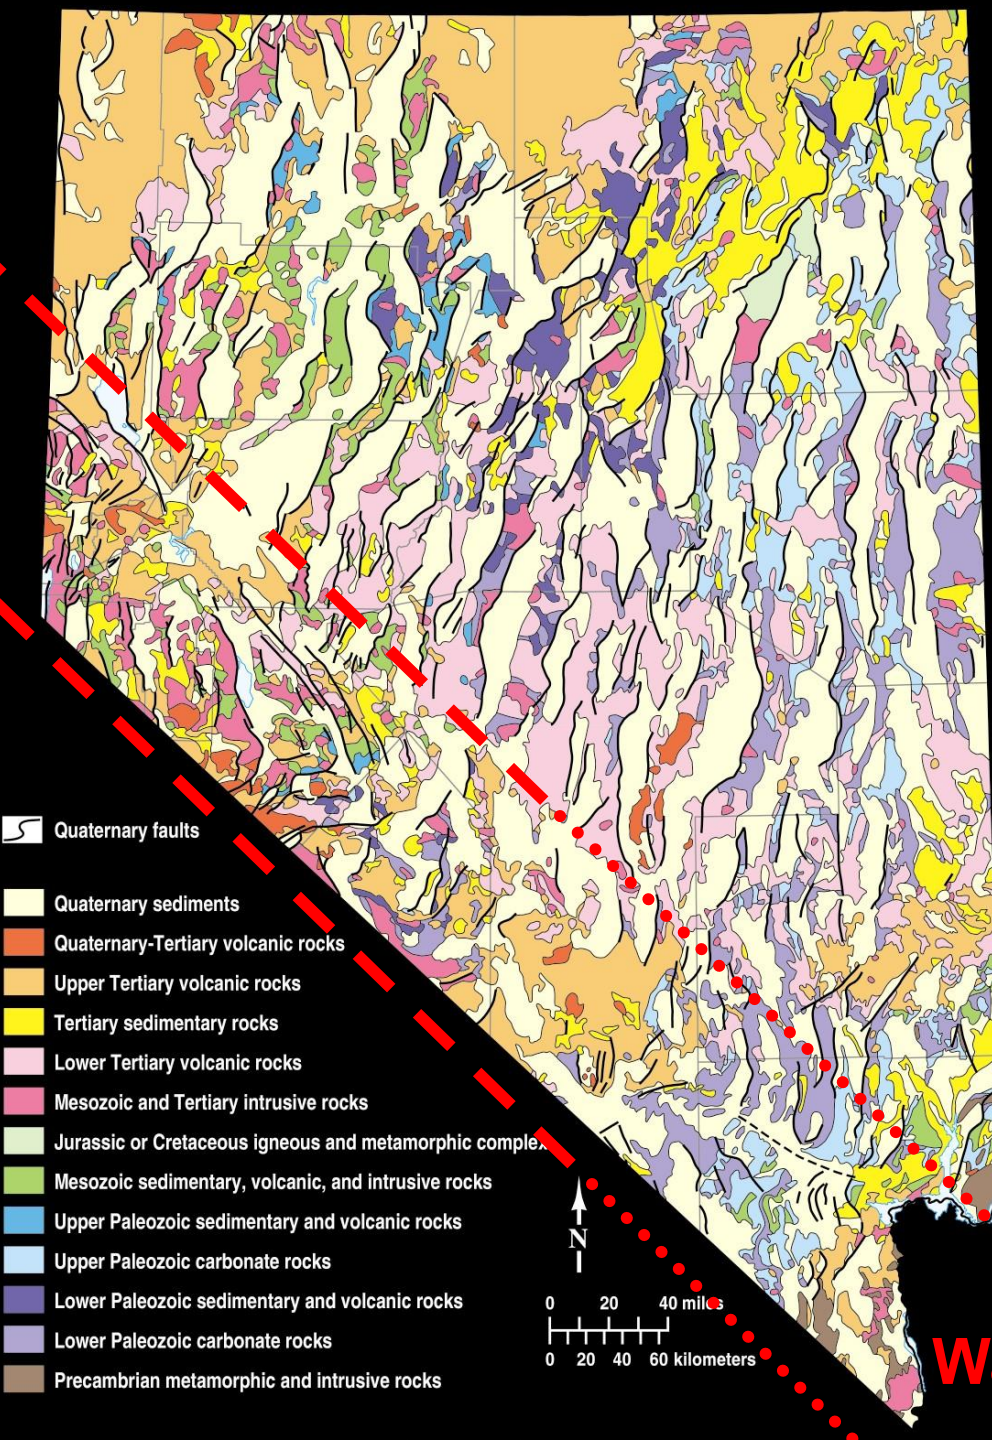 Quaternary faults
Quaternary sediments
Quaternary-Tertiary volcanic rocks
Upper Tertiary volcanic rocks
Tertiary sedimentary rocks
Lower Tertiary volcanic rocks
Mesozoic and Tertiary intrusive rocks
Jurassic or Cretaceous igneous and metamorphic complex
Mesozoic sedimentary, volcanic, and intrusive rocks
Upper Paleozoic sedimentary and volcanic rocks
Upper Paleozoic carbonate rocks
Lower Paleozoic sedimentary and volcanic rocks
Lower Paleozoic carbonate rocks
Precambrian metamorphic and intrusive rocks
N
0 20 40 miles
0 20 40 60 kilometers